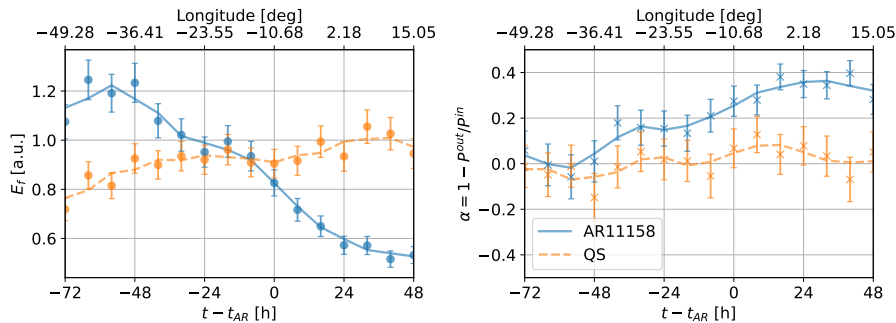 Longitude [deg]
−49.28 −36.41 −23.55 −10.68 2.18 15.05
1.2
1.0
0.8
0.6
E_f [a.u.]
−72 −48 −24 0 24 48
t − t_AR [h]
Longitude [deg]
−49.28 −36.41 −23.55 −10.68 2.18 15.05
0.4
0.2
0.0
−0.2
−0.4
α = 1 − P^out/P^in
AR11158
QS
−72 −48 −24 0 24 48
t − t_AR [h]